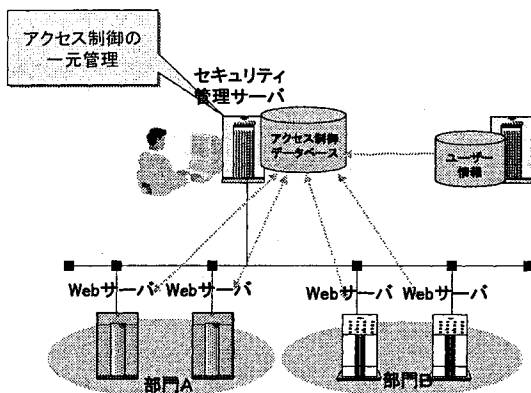 アクセス制御の
一元管理
セキュリティ
管理サーバ
アクセス制御
データベース
ユーザー
情報
Webサーバ Webサーバ
Webサーバ Webサーバ
部門A
部門B